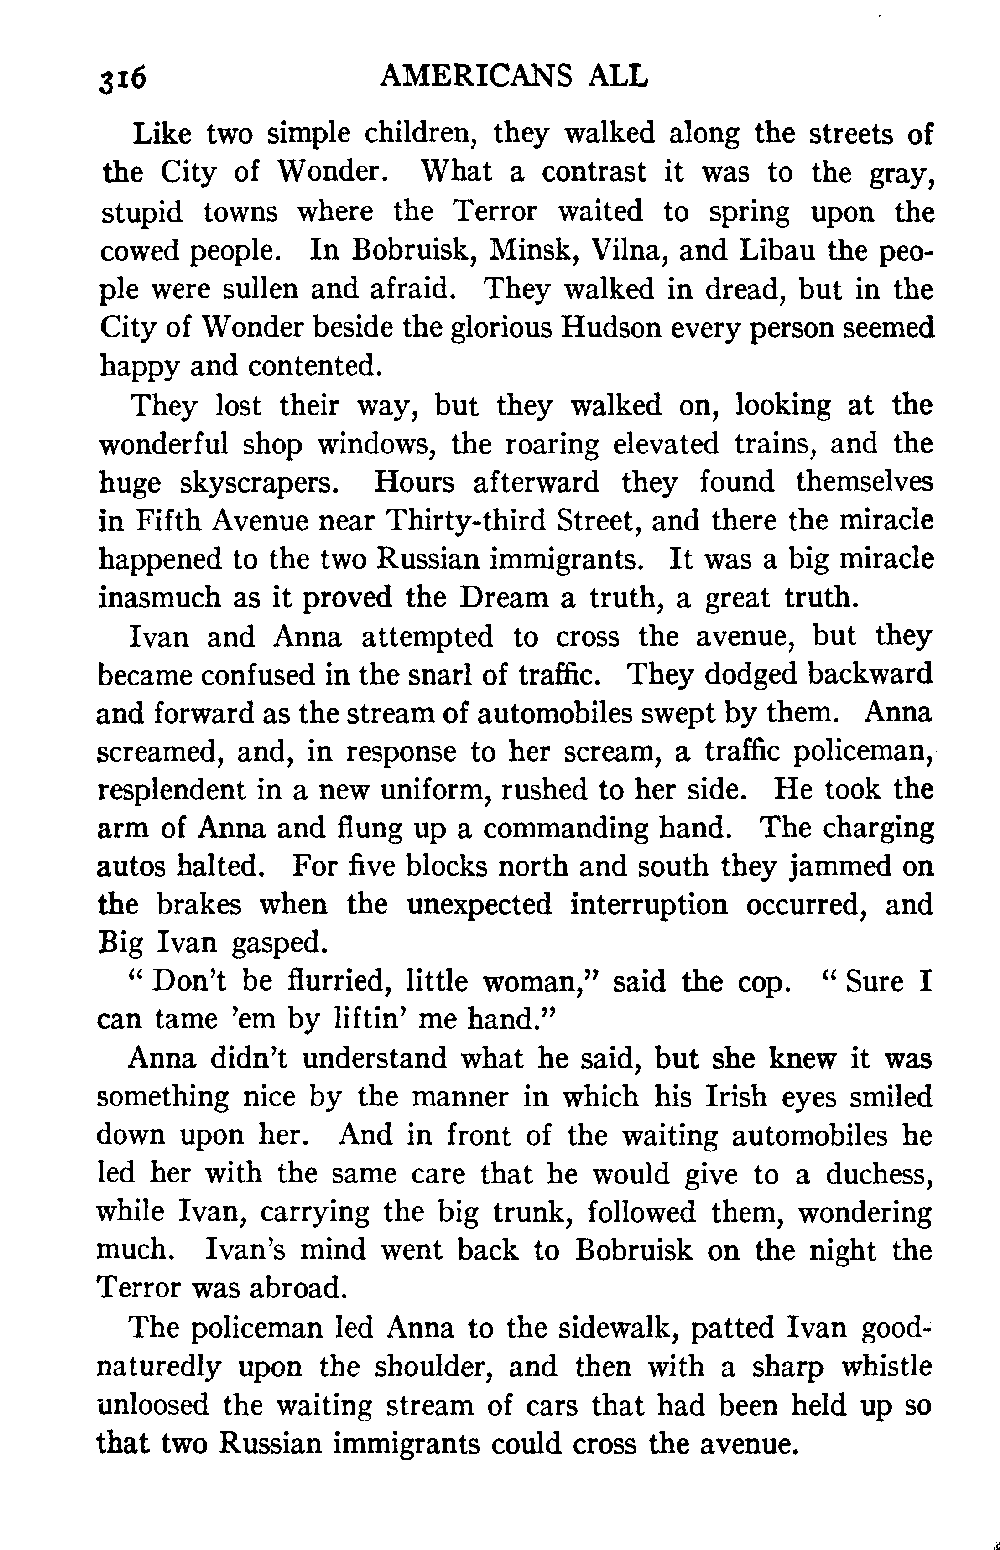 316 AMERICANS ALL
Like two simple children, they walked along the streets of
the City of Wonder. What a contrast it was to the gray,
stupid towns where the Terror waited to spring upon the
cowed people. In Bobruisk, Minsk, Vilna, and Libau the peo-
ple were sullen and afraid. They walked in dread, but in the
City of Wonder beside the glorious Hudson every person seemed
happy and contented.
They lost their way, but they walked on, looking at the
wonderful shop windows, the roaring elevated trains, and the
huge skyscrapers. Hours afterward they found themselves
in Fifth Avenue near Thirty-third Street, and there the miracle
happened to the two Russian immigrants. It was a big miracle
inasmuch as it proved the Dream a truth, a great truth.
Ivan and Anna attempted to cross the avenue, but they
became confused in the snarl of traffic. They dodged backward
and forward as the stream of automobiles swept by them. Anna
screamed, and, in response to her scream, a traffic policeman,
resplendent in a new uniform, rushed to her side. He took the
arm of Anna and flung up a commanding hand. The charging
autos halted. For five blocks north and south they jammed on
the brakes when the unexpected interruption occurred, and
Big Ivan gasped.
“ Don’t be flurried, little woman,” said the cop. “ Sure I
can tame ’em by liftin’ me hand.”
Anna didn’t understand what he said, but she knew it was
something nice by the manner in which his Irish eyes smiled
down upon her. And in front of the waiting automobiles he
led her with the same care that he would give to a duchess,
while Ivan, carrying the big trunk, followed them, wondering
much. Ivan’s mind went back to Bobruisk on the night the
Terror was abroad.
The policeman led Anna to the sidewalk, patted Ivan good-
naturedly upon the shoulder, and then with a sharp whistle
unloosed the waiting stream of cars that had been held up so
that two Russian immigrants could cross the avenue.